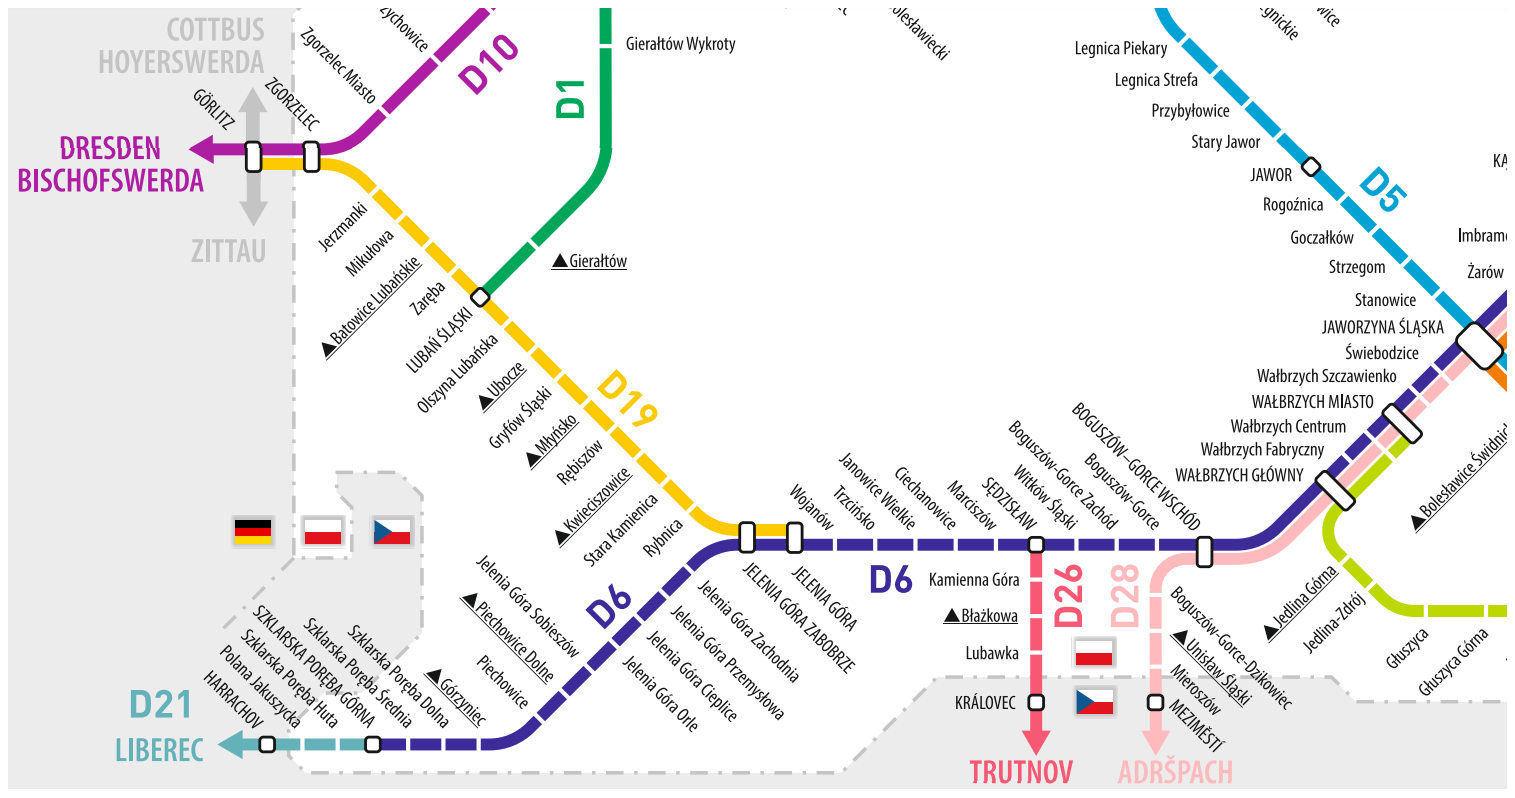 COTTBUS
HOYERSWERDA
Zgorzelec Miasto
D10
D1
Gierałtów Wykroty
Legnica Piekary
Legnica Strefa
Przybyłowice
Stary Jawor
JAWOR
Rogoźnica
Goczałków
Strzegom
Stanowice
JAWORZYNA ŚLĄSKA
Świebodzice
D5
Żarów
GÖRLITZ
ZGORZELEC
DRESDEN
BISCHOFSWERDA
ZITTAU
Jerzmanki
Mikułowa
Batowice Lubańskie
Zaręba
LUBAŃ ŚLĄSKI
Gierałtów
Olszyna Lubańska
Ubocze
Gryfów Śląski
Młyńsko
Rębiszów
Kwieciszowice
Stara Kamienica
Rybnica
D19
Wałbrzych Szczawienko
WAŁBRZYCH MIASTO
Wałbrzych Centrum
Wałbrzych Fabryczny
WAŁBRZYCH GŁÓWNY
Wojanów
Trzcińsko
Janowice Wielkie
Ciechanowice
Marciszów
SĘDZISŁAW
Witków Śląski
Boguszów-Gorce Zachód
Boguszów-Gorce
BOGUSZÓW–GORCE WSCHÓD
D6
D6
JELENIA GÓRA
JELENIA GÓRA ZABOBRZE
Jelenia Góra Zachodnia
Jelenia Góra Przemysłowa
Jelenia Góra Cieplice
Jelenia Góra Orle
Jelenia Góra Sobieszów
Piechowice Dolne
Piechowice
Górzyniec
Szklarska Poręba Dolna
Szklarska Poręba Średnia
SZKLARSKA PORĘBA GÓRNA
Szklarska Poręba Huta
Polana Jakuszycka
HARRACHOV
D21
LIBEREC
Kamienna Góra
Błażkowa
Lubawka
KRÁLOVEC
D26
TRUTNOV
D28
Boguszów-Gorce-Dzikowiec
Unisław Śląski
Mieroszów
MEZIMĚSTÍ
ADRŠPACH
Bolesławice Świdnic
Jedlina Górna
Jedlina-Zdrój
Głuszyca
Głuszyca Górna